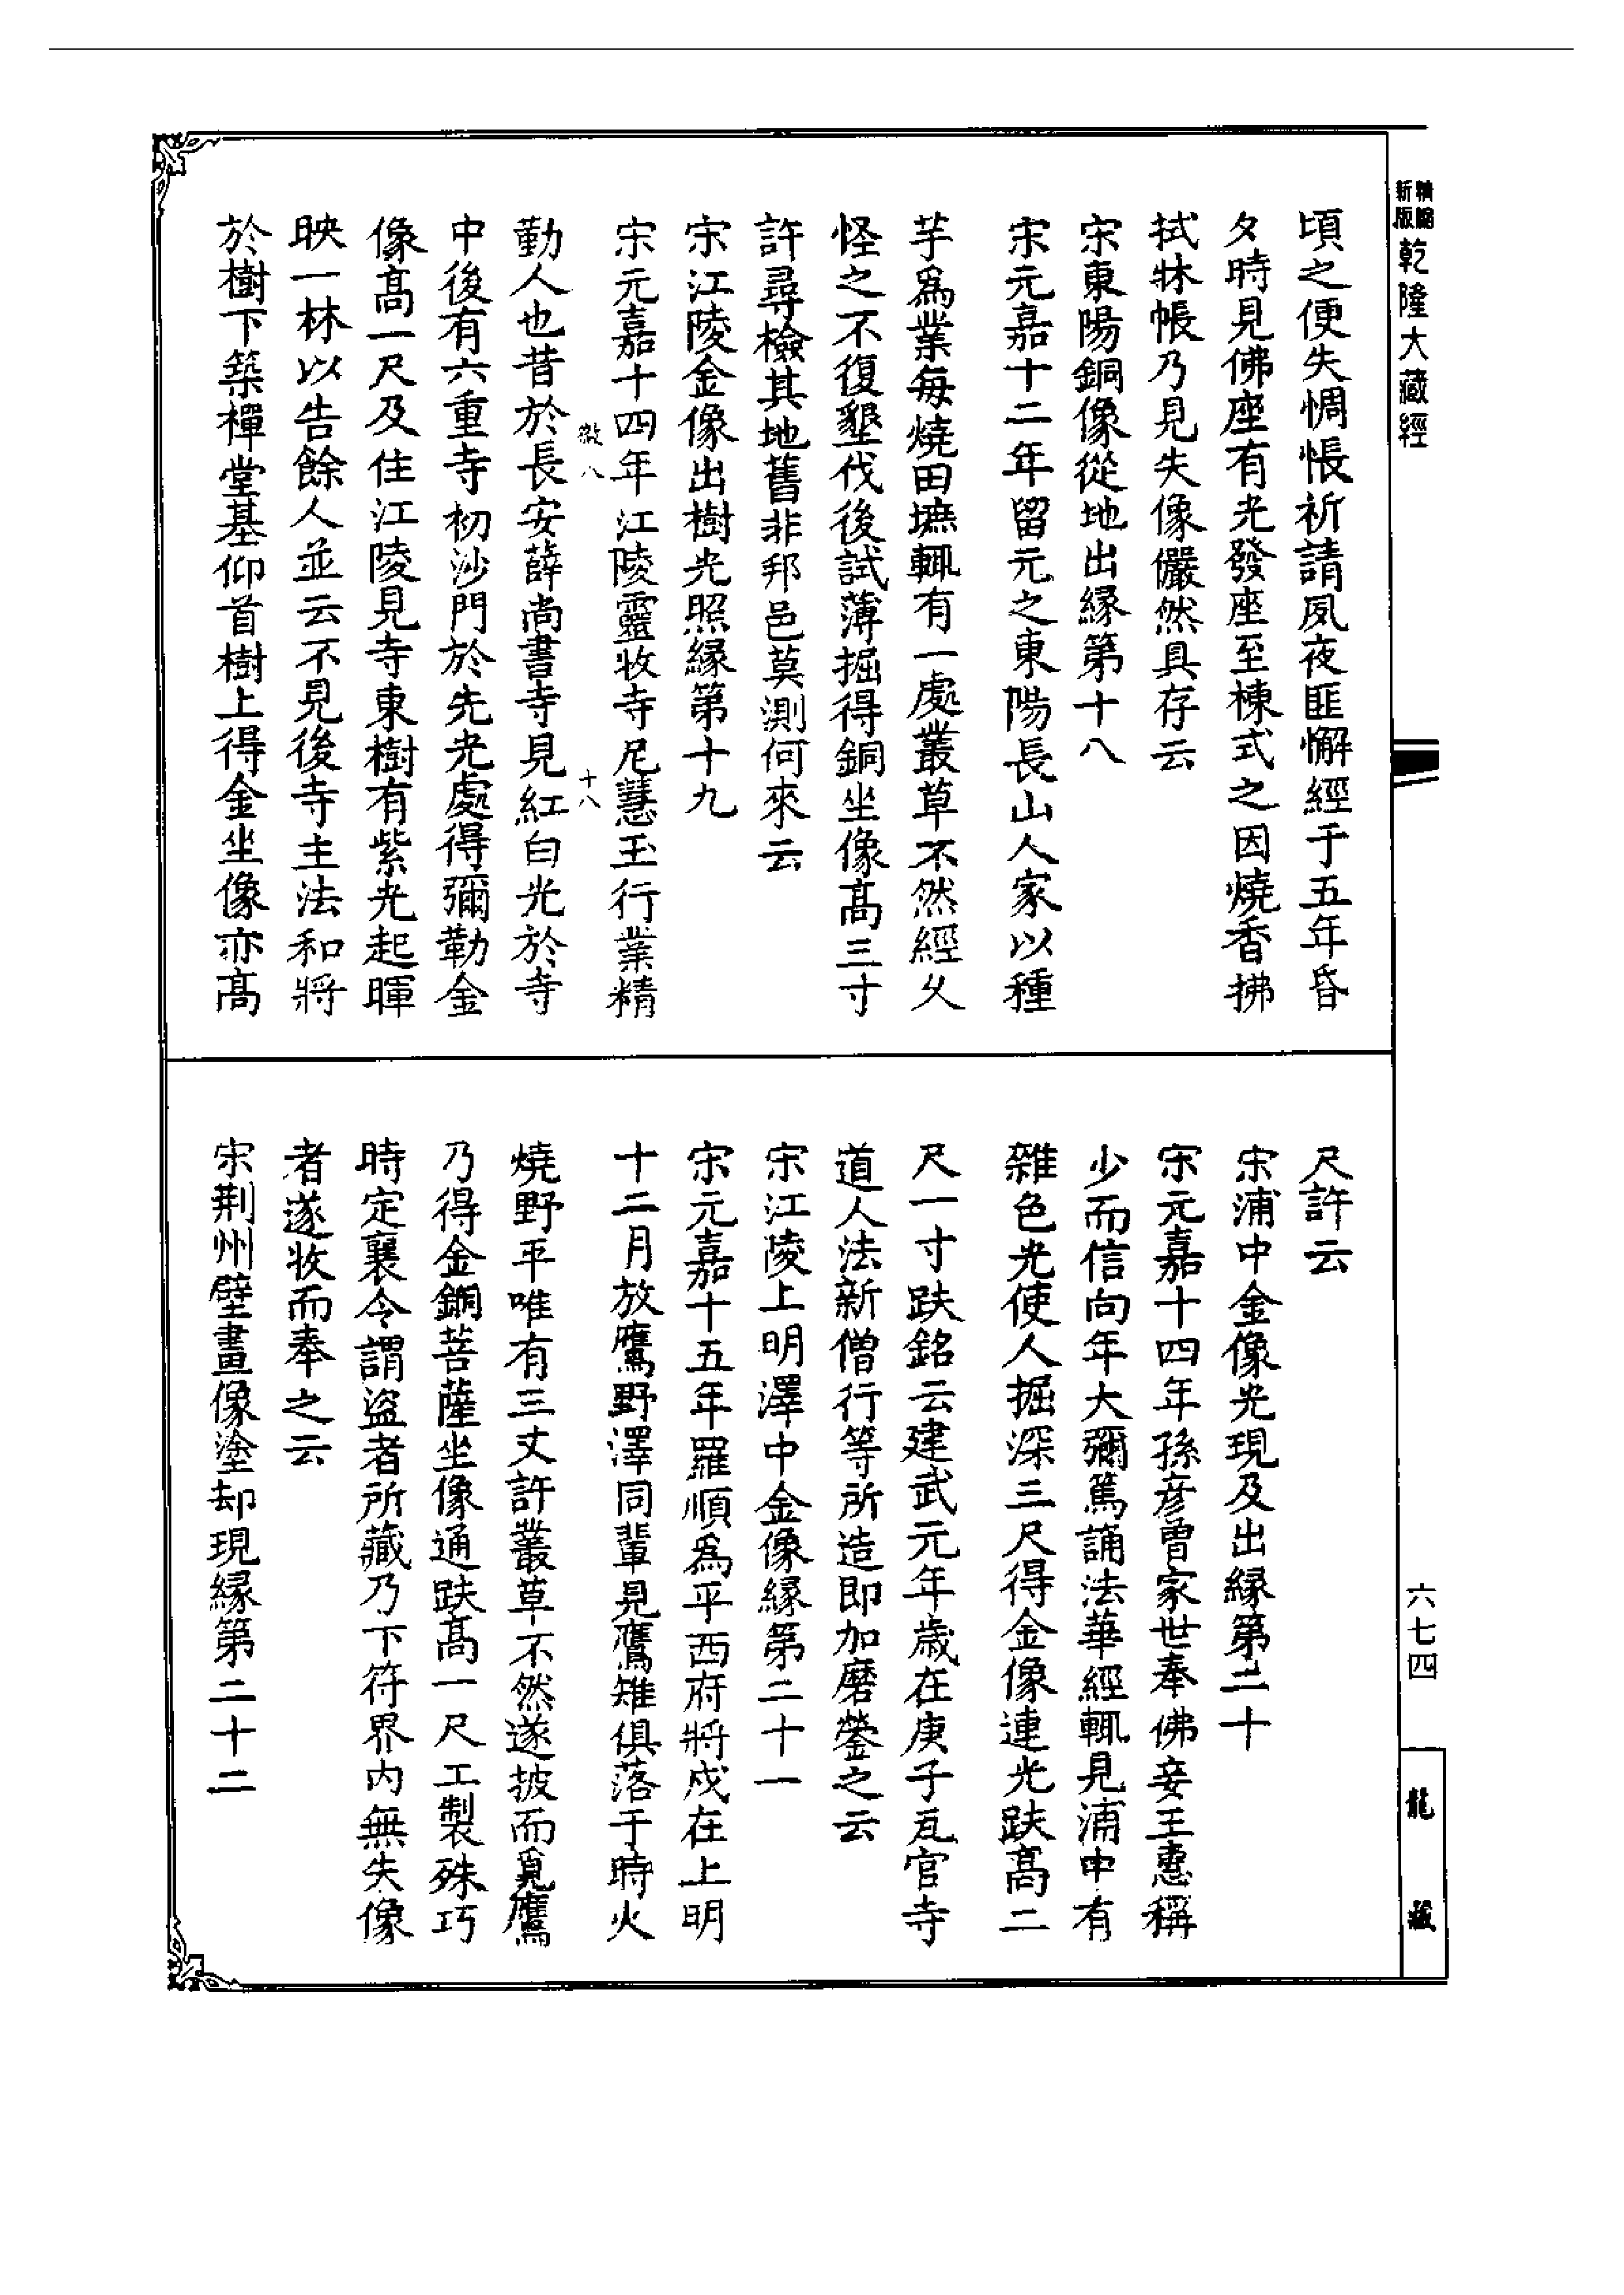 精縮新版乾隆大藏經
頃之便失惆悵祈請夙夜匪懈經于五年昏
夕時見佛座有光發座至棟式之因燒香拂
拭牀帳乃見失像儼然具存云
宋東陽銅像從地出緣第十八
宋元嘉十二年留元之東陽長山人家以種
芋爲業每燒田墟輒有一處叢草不然經久
怪之不復墾伐後試薄掘得銅坐像高三寸
許尋檢其地舊非邦邑莫測何來云
宋江陵金像出樹光照緣第十九
宋元嘉十四年江陵靈收寺尼慧玉行業精
十八
勤人也昔於長安薛尚書寺見紅白光於寺
中後有六重寺初沙門於先光處得彌勒金
像高一尺及住江陵見寺東樹有紫光起暉
映一林以告餘人並云不見後寺主法和將
於樹下築禪堂基仰首樹上得金坐像亦高
尺許云
宋浦中金像光現及出緣第二十
宋元嘉十四年孫彥曾家世奉佛妾王惠稱
少而信向年大彌篤誦法華經輒見浦中有
雜色光使人掘深三尺得金像連光趺高二
尺一寸趺銘云建武元年歲在庚子瓦官寺
道人法新僧行等所造即加磨鎣之云
宋江陵上明澤中金像緣第二十一
宋元嘉十五年羅順爲平西府將戍在上明
十二月放鷹野澤同輩見鷹雉俱落于時火
燒野平唯有三丈許叢草不然遂披而覓鷹
乃得金銅菩薩坐像通趺高一尺工製殊巧
時定襄令謂盜者所藏乃下符界內無失像
者遂收而奉之云
宋荆州壁畫像塗却現緣第二十二
六七四
龍藏